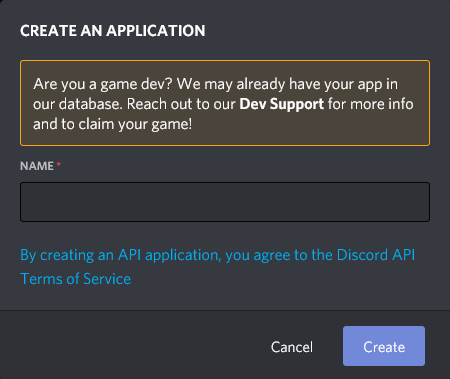 CREATE AN APPLICATION
Are you a game dev? We may already have your app in
our database. Reach out to our Dev Support for more info
and to claim your game!
NAME *
By creating an API application, you agree to the Discord API
Terms of Service
Cancel
Create